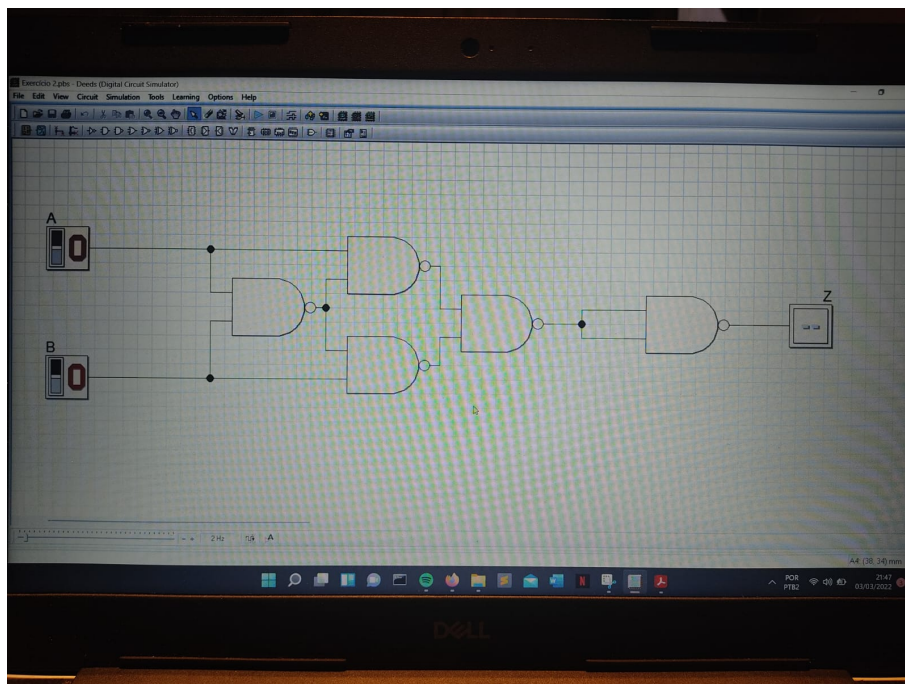 Exercício 2.pbs - Deeds (Digital Circuit Simulator)
File Edit View Circuit Simulation Tools Learning Options Help
A
0
B
0
Z
--
2 Hz
A
A4: (38, 34) mm
POR
PTB2
21:47
03/03/2022
DELL